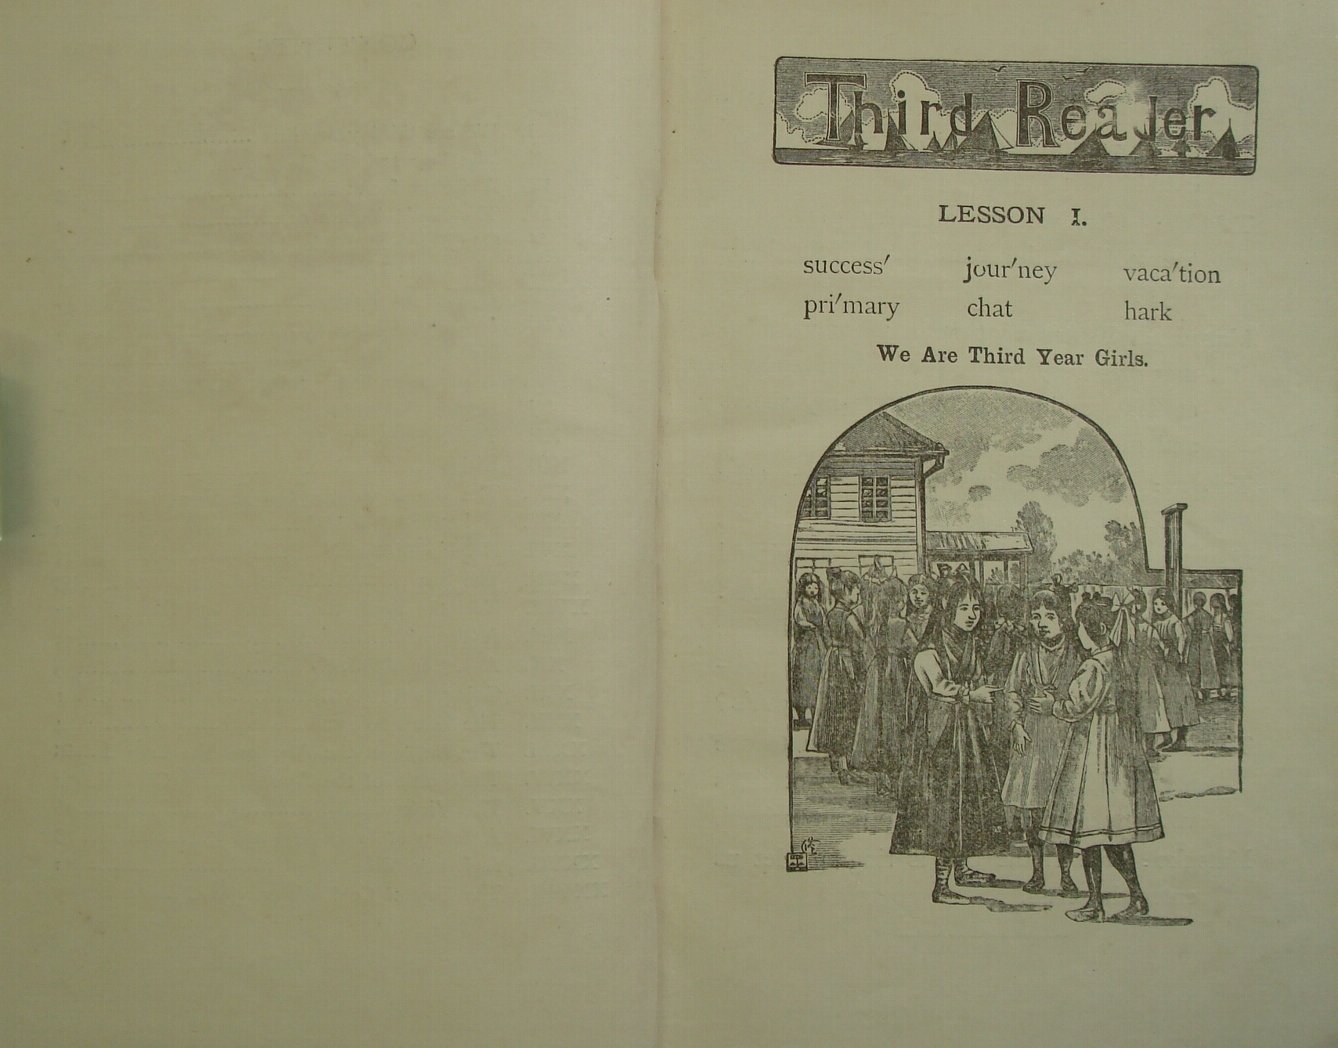 Third Reader
LESSON I.
success′ jour′ney vaca′tion
pri′mary chat hark
We Are Third Year Girls.